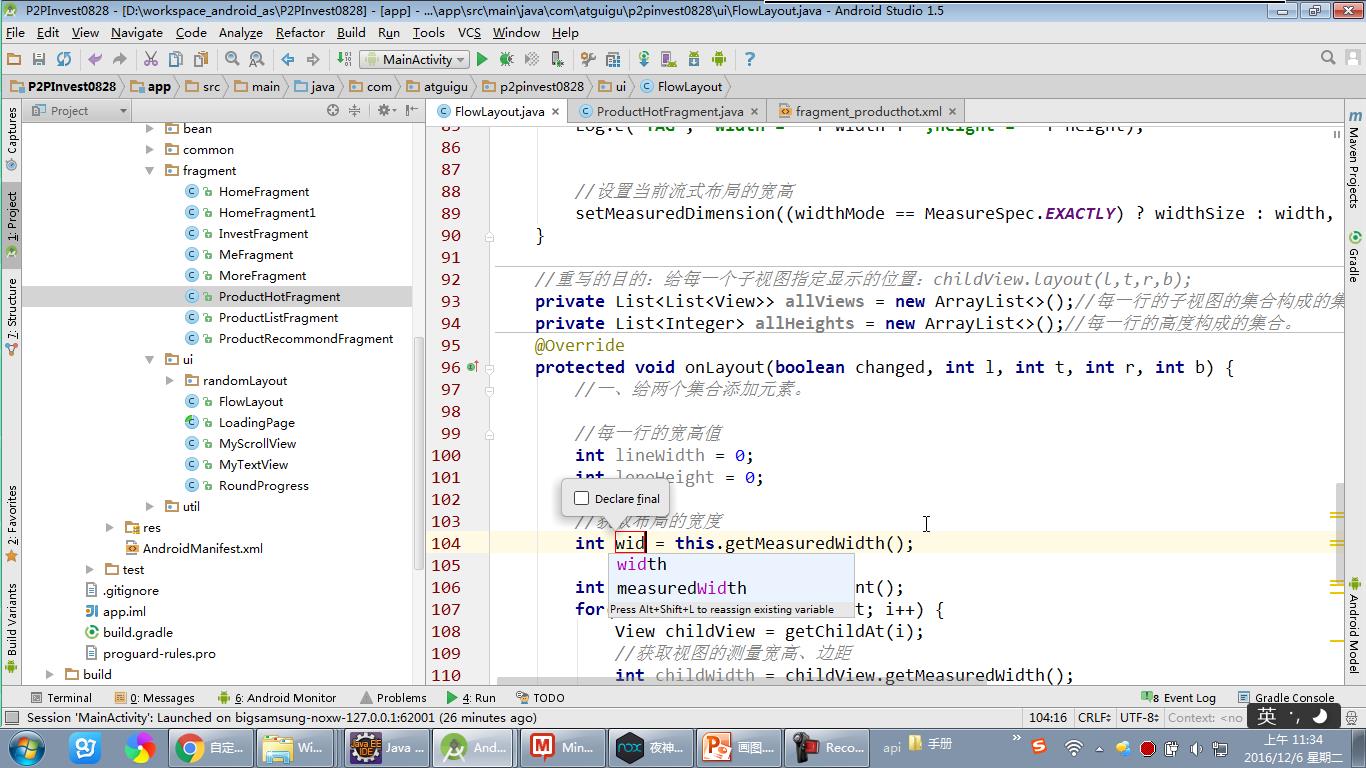 P2PInvest0828 - [D:\workspace_android_as\P2PInvest0828] - [app] - ...\app\src\main\java\com\atguigu\p2pinvest0828\ui\FlowLayout.java - Android Studio 1.5
File Edit View Navigate Code Analyze Refactor Build Run Tools VCS Window Help
MainActivity
P2PInvest0828 app src main java com atguigu p2pinvest0828 ui FlowLayout
Project
FlowLayout.java ProductHotFragment.java fragment_producthot.xml
Captures
1: Project
7: Structure
2: Favorites
Build Variants
bean
common
fragment
HomeFragment
HomeFragment1
InvestFragment
MeFragment
MoreFragment
ProductHotFragment
ProductListFragment
ProductRecommondFragment
ui
randomLayout
FlowLayout
LoadingPage
MyScrollView
MyTextView
RoundProgress
util
res
AndroidManifest.xml
test
.gitignore
app.iml
build.gradle
proguard-rules.pro
build
85 Log.e("TAG", "width = " + width + ",height = " + height);
86
87
88 //设置当前流式布局的宽高
89 setMeasuredDimension((widthMode == MeasureSpec.EXACTLY) ? widthSize : width,
90 }
91
92 //重写的目的：给每一个子视图指定显示的位置：childView.layout(l,t,r,b);
93 private List<List<View>> allViews = new ArrayList<>();//每一行的子视图的集合构成的集
94 private List<Integer> allHeights = new ArrayList<>();//每一行的高度构成的集合。
95 @Override
96 protected void onLayout(boolean changed, int l, int t, int r, int b) {
97 //一、给两个集合添加元素。
98
99 //每一行的宽高值
100 int lineWidth = 0;
101 int loneHeight = 0;
102 Declare final
103 //获取布局的宽度
104 int wid = this.getMeasuredWidth();
105 width
106 int measuredWidth nt();
107 for Press Alt+Shift+L to reassign existing variable t; i++) {
108 View childView = getChildAt(i);
109 //获取视图的测量宽高、边距
110 int childWidth = childView.getMeasuredWidth();
Maven Projects
Gradle
Android Model
Terminal 0: Messages 6: Android Monitor Problems 4: Run TODO 8 Event Log Gradle Console
Session 'MainActivity': Launched on bigsamsung-noxw-127.0.0.1:62001 (26 minutes ago) 104:16 CRLF UTF-8 Context: <no 英
自定... Wi... Java ... And... Min... 夜神... 画图.... Reco... api 手册 上午 11:34
2016/12/6 星期二